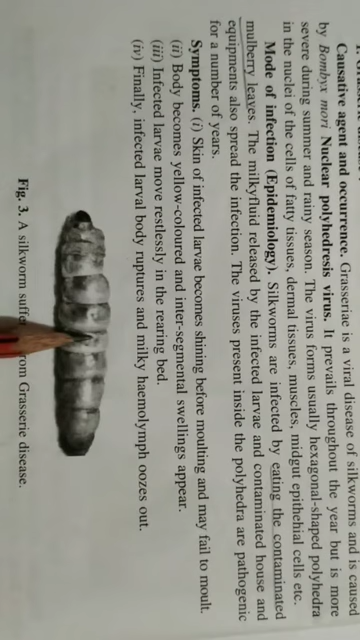 Causative agent and occurrence. Grasseriae is a viral disease of silkworms and is caused
by Bombyx mori Nuclear polyhedresis virus. It prevails throughout the year but is more
severe during summer and rainy season. The virus forms usually hexagonal-shaped polyhedra
in the nuclei of the cells of fatty tissues, dermal tissues, muscles, midgut epithehial cells etc.
Mode of infection (Epidemiology). Silkworms are infected by eating the contaminated
mulberry leaves. The milkyfluid released by the infected larvae and contaminated house and
equipments also spread the infection. The viruses present inside the polyhedra are pathogenic
for a number of years.
Symptoms. (i) Skin of infected larvae becomes shining before moulting and may fail to moult.
(ii) Body becomes yellow-coloured and inter-segmental swellings appear.
(iii) Infected larvae move restlessly in the rearing bed.
(iv) Finally, infected larval body ruptures and milky haemolymph oozes out.
Fig. 3. A silkworm suffe rom Grasserie disease.